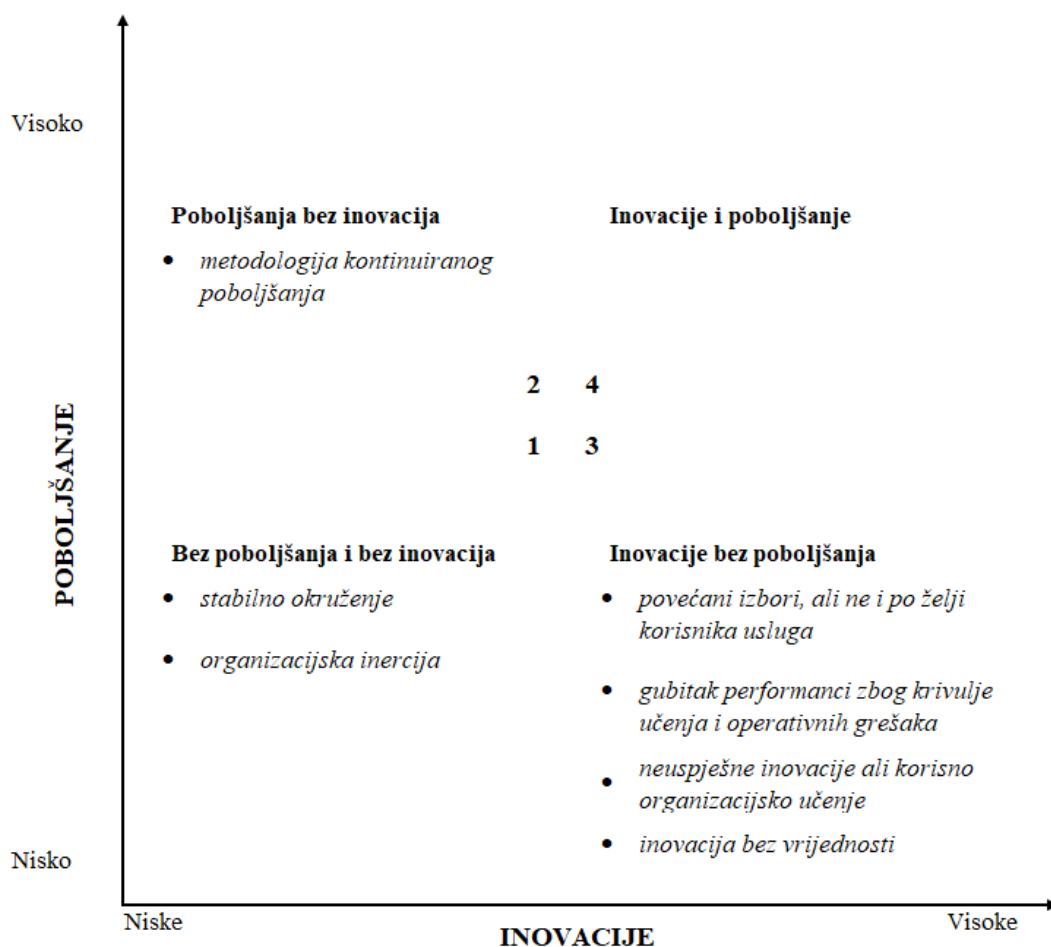 Visoko
Poboljšanja bez inovacija
• metodologija kontinuiranog
poboljšanja
Inovacije i poboljšanje
2 4
1 3
POBOLJŠANJE
Bez poboljšanja i bez inovacija
• stabilno okruženje
• organizacijska inercija
Inovacije bez poboljšanja
• povećani izbori, ali ne i po želji
korisnika usluga
• gubitak performanci zbog krivulje
učenja i operativnih grešaka
• neuspješne inovacije ali korisno
organizacijsko učenje
• inovacija bez vrijednosti
Nisko
Niske
Visoke
INOVACIJE